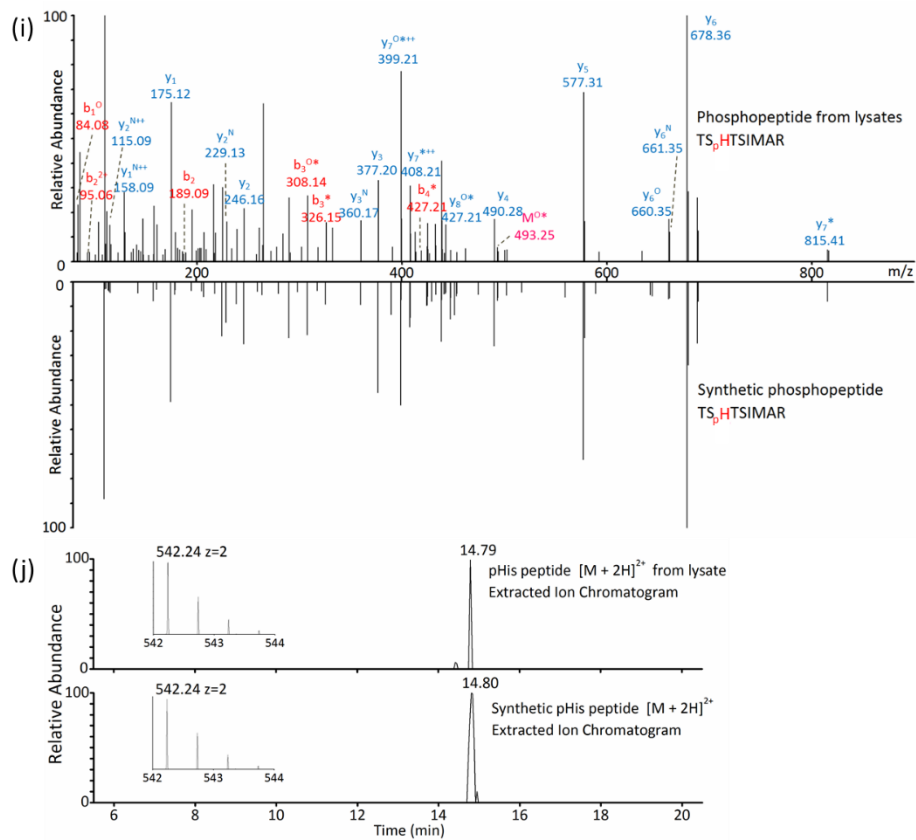 (i)
100
Relative Abundance
0
b₁ᴼ
84.08
y₂ᴺ⁺⁺
115.09
b₂²⁺
95.06
y₁ᴺ⁺⁺
158.09
y₁
175.12
b₂
189.09
y₂ᴺ
229.13
y₂
246.16
b₃ᴼ*
308.14
b₃*
326.15
y₃ᴺ
360.17
y₃
377.20
y₇ᴼ*⁺⁺
399.21
y₇*⁺⁺
408.21
b₄*
427.21
y₈ᴼ*
427.21
y₄
490.28
Mᴼ*
493.25
y₅
577.31
y₆
678.36
y₆ᴺ
661.35
y₆ᴼ
660.35
y₇*
815.41
Phosphopeptide from lysates
TSₚHTSIMAR
200 400 600 800 m/z
0
Relative Abundance
100
Synthetic phosphopeptide
TSₚHTSIMAR
(j)
Relative Abundance
100
50
0
542.24 z=2
542 543 544
14.79
pHis peptide [M + 2H]²⁺ from lysate
Extracted Ion Chromatogram
100
50
0
542.24 z=2
542 543 544
14.80
Synthetic pHis peptide [M + 2H]²⁺
Extracted Ion Chromatogram
6 8 10 12 14 16 18 20
Time (min)